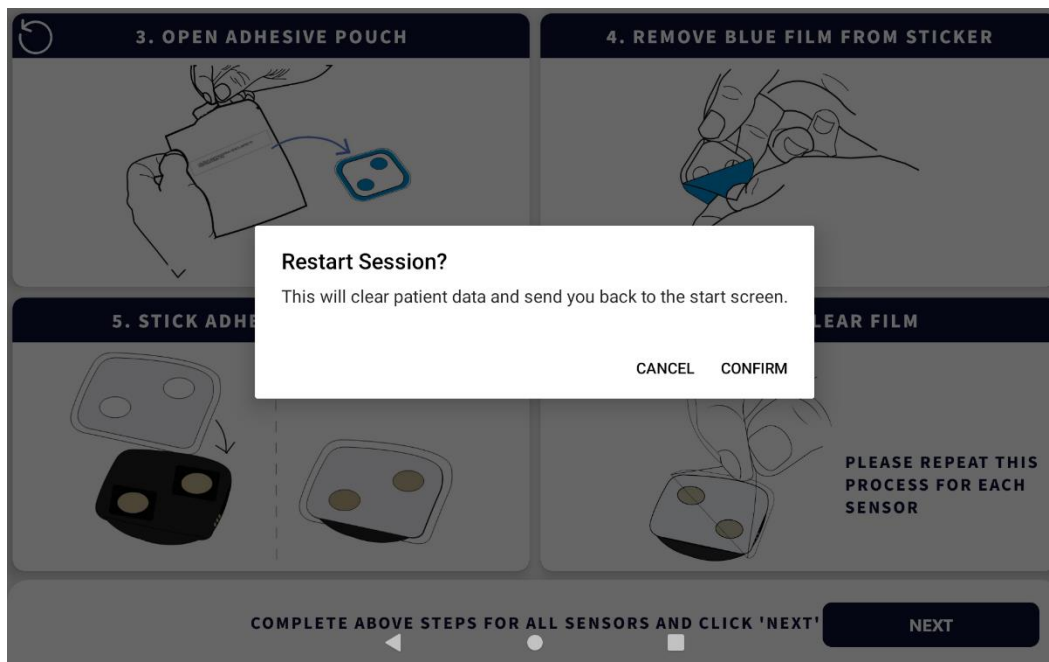 3. OPEN ADHESIVE POUCH
4. REMOVE BLUE FILM FROM STICKER
Restart Session?
This will clear patient data and send you back to the start screen.
CANCEL CONFIRM
5. STICK ADHE
LEAR FILM
PLEASE REPEAT THIS
PROCESS FOR EACH
SENSOR
COMPLETE ABOVE STEPS FOR ALL SENSORS AND CLICK 'NEXT'
NEXT